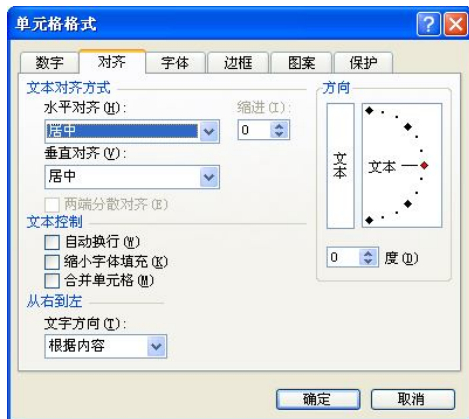 单元格格式
数字 对齐 字体 边框 图案 保护
文本对齐方式
水平对齐(H):
居中
缩进(I):
0
垂直对齐(V):
居中
两端分散对齐(E)
文本控制
自动换行(W)
缩小字体填充(K)
合并单元格(M)
从右到左
文字方向(T):
根据内容
方向
文本
文本
0 度(D)
确定 取消